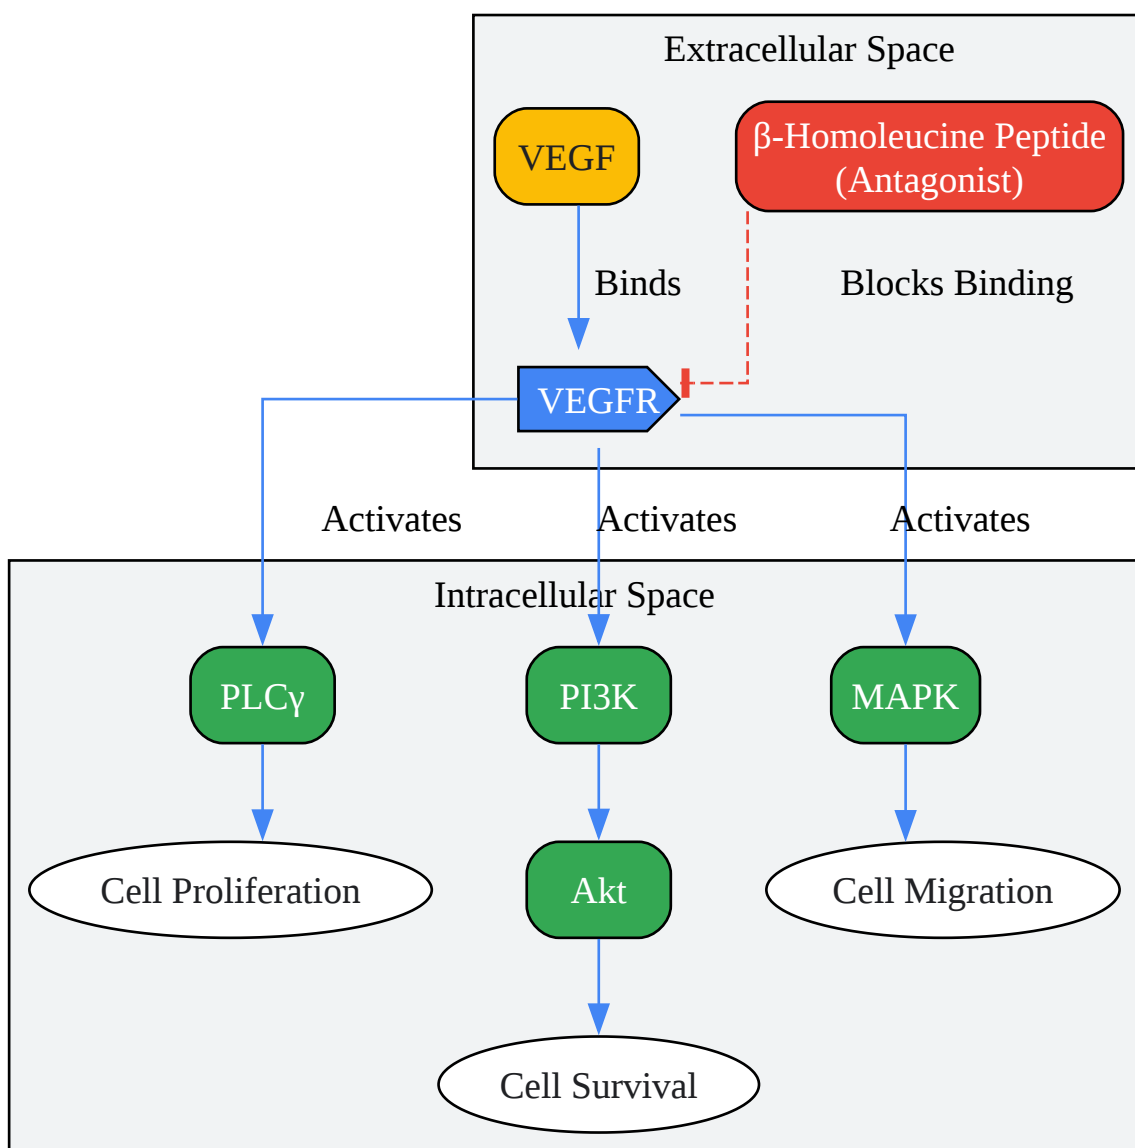 Extracellular Space
VEGF
β-Homoleucine Peptide
(Antagonist)
Binds
Blocks Binding
VEGFR
Activates
Activates
Activates
Intracellular Space
PLCγ
PI3K
MAPK
Cell Proliferation
Akt
Cell Migration
Cell Survival